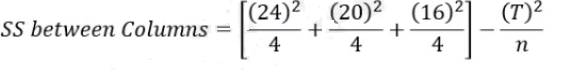 SS between Columns = [(24)²/4 + (20)²/4 + (16)²/4] − (T)²/n